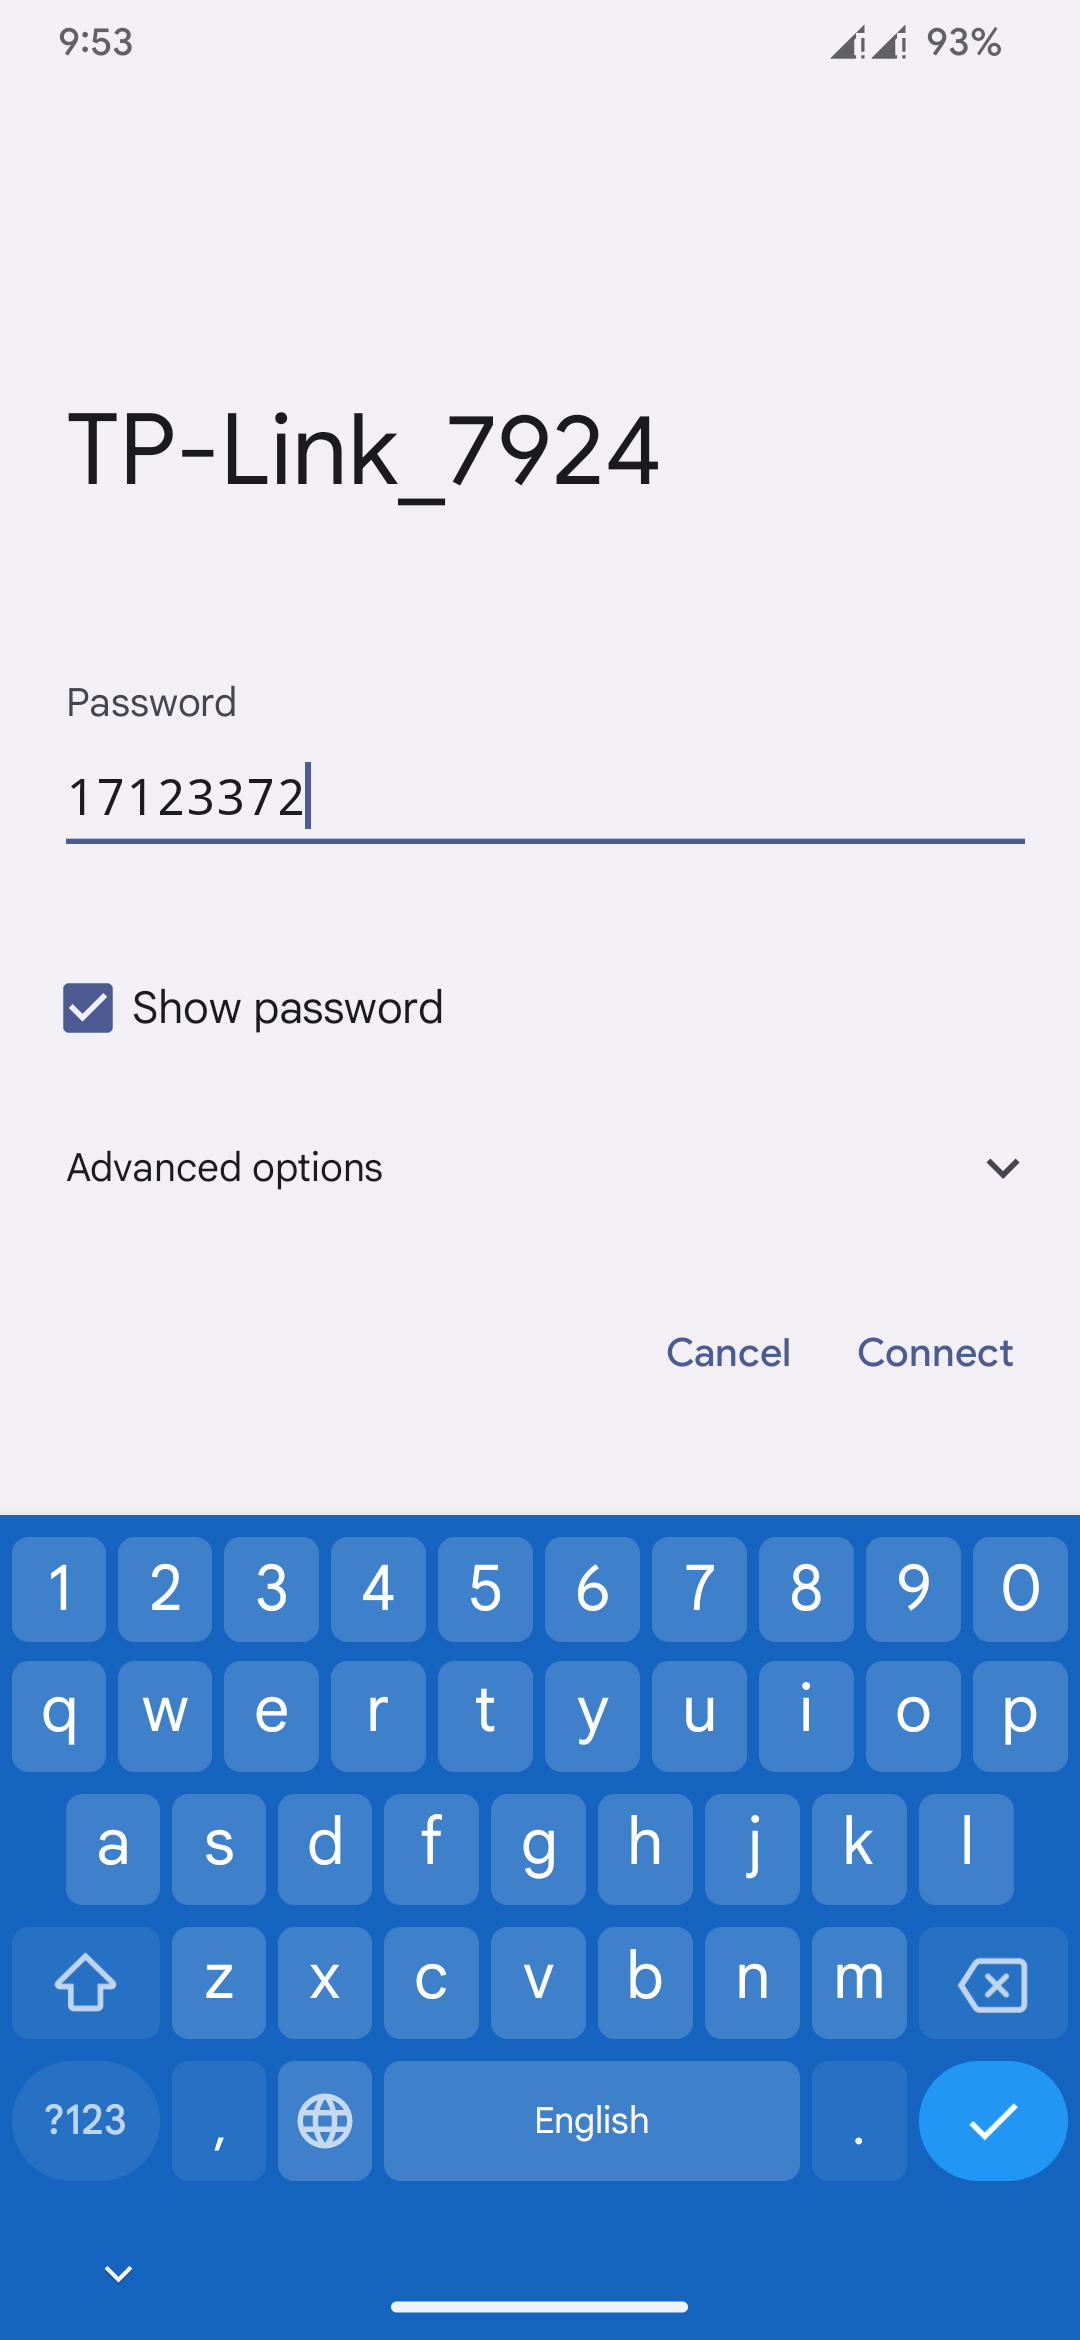 9:53 93%
TP-Link_7924
Password
17123372
Show password
Advanced options
Cancel Connect
1 2 3 4 5 6 7 8 9 0
q w e r t y u i o p
a s d f g h j k l
z x c v b n m
?123 , English .